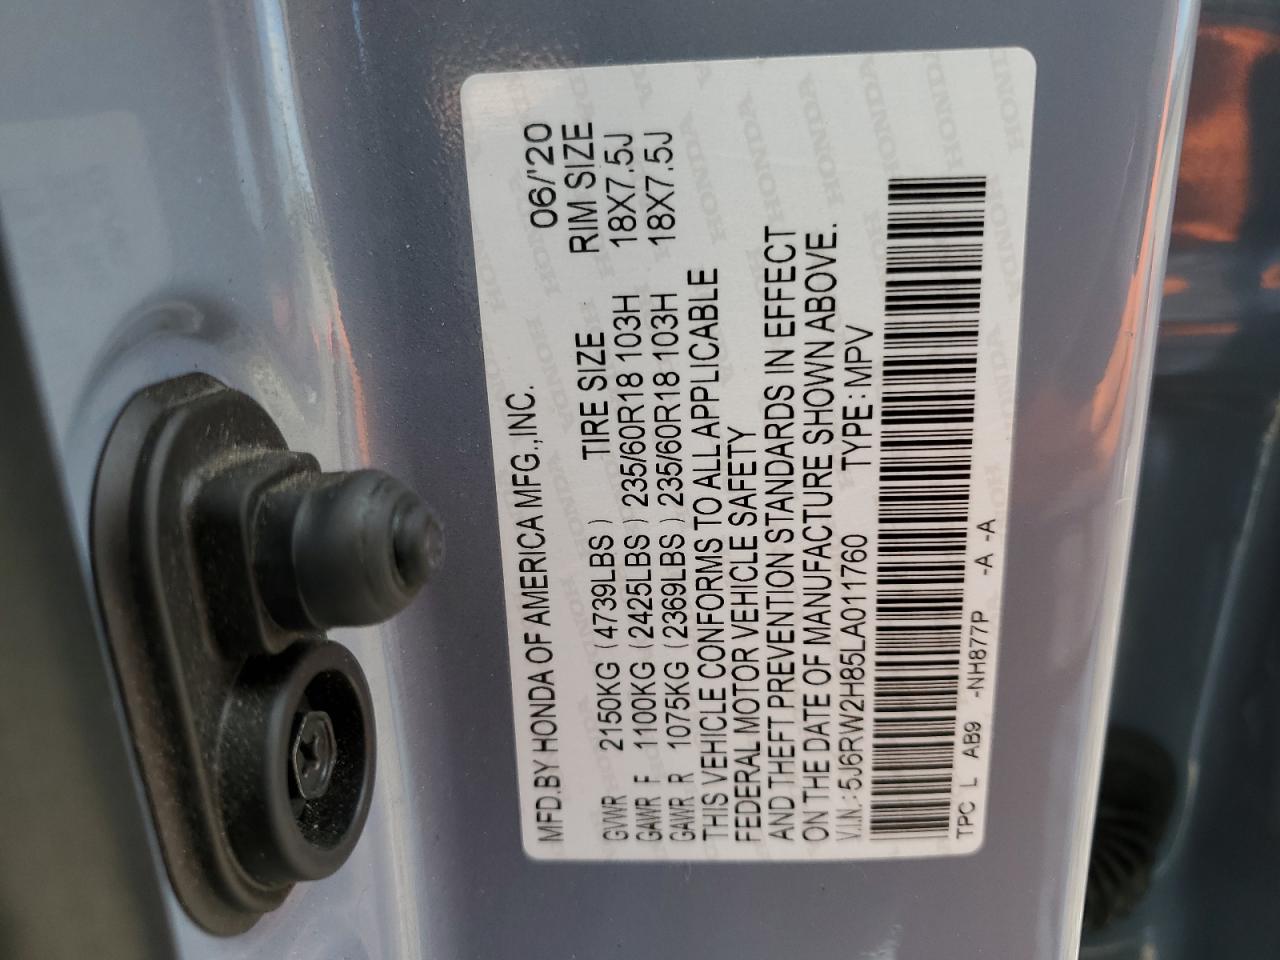 MFD.BY HONDA OF AMERICA MFG.,INC. 06/'20
TIRE SIZE RIM SIZE
GVWR 2150KG (4739LBS)
GAWR F 1100KG (2425LBS) 235/60R18 103H 18X7.5J
GAWR R 1075KG (2369LBS) 235/60R18 103H 18X7.5J
THIS VEHICLE CONFORMS TO ALL APPLICABLE
FEDERAL MOTOR VEHICLE SAFETY
AND THEFT PREVENTION STANDARDS IN EFFECT
ON THE DATE OF MANUFACTURE SHOWN ABOVE.
V.I.N.: 5J6RW2H85LA011760 TYPE : MPV
TPC L AB9 -NH877P -A -A